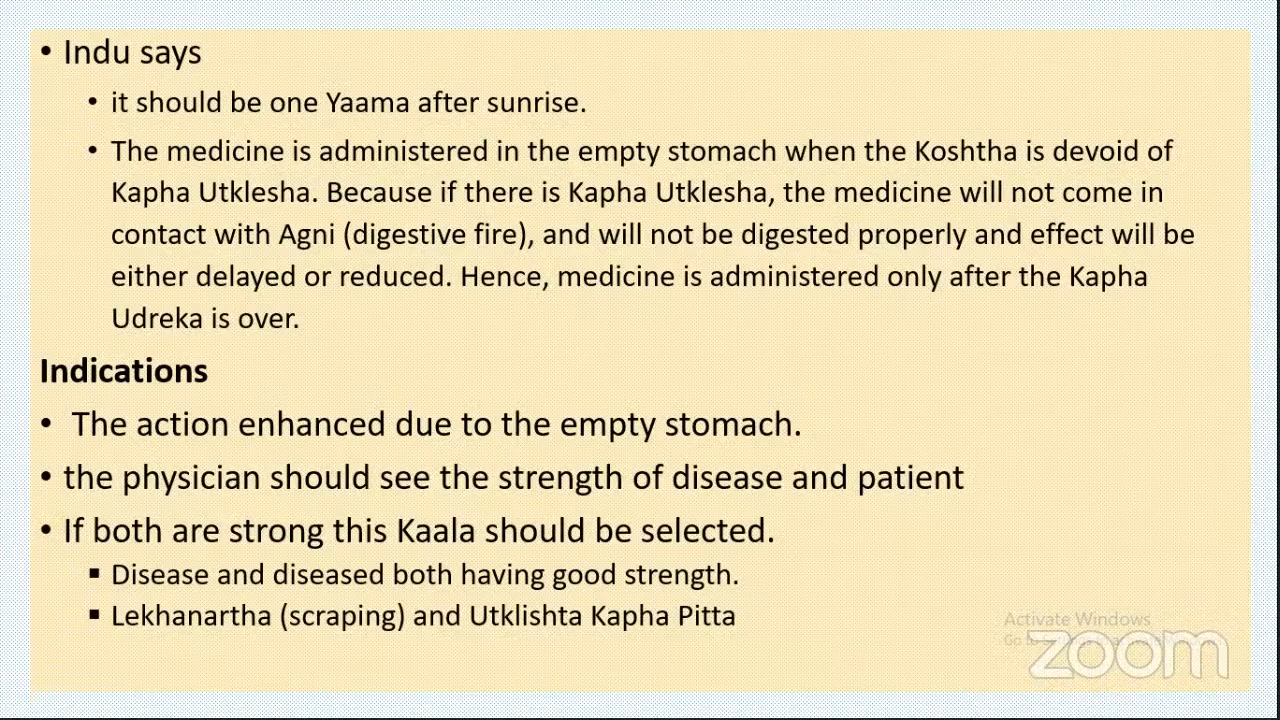 • Indu says
• it should be one Yaama after sunrise.
• The medicine is administered in the empty stomach when the Koshtha is devoid of
Kapha Utklesha. Because if there is Kapha Utklesha, the medicine will not come in
contact with Agni (digestive fire), and will not be digested properly and effect will be
either delayed or reduced. Hence, medicine is administered only after the Kapha
Udreka is over.
Indications
• The action enhanced due to the empty stomach.
• the physician should see the strength of disease and patient
• If both are strong this Kaala should be selected.
▪ Disease and diseased both having good strength.
▪ Lekhanartha (scraping) and Utklishta Kapha Pitta
Activate Windows
Go to
zoom